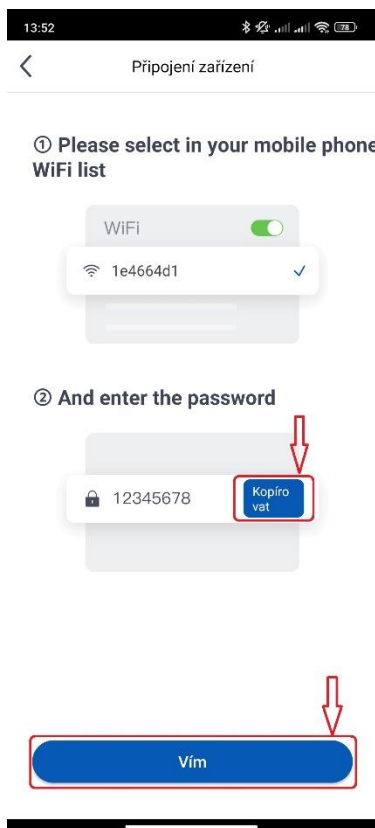 13:52
78
Připojení zařízení
① Please select in your mobile phone
WiFi list
WiFi
1e4664d1
② And enter the password
12345678
Kopíro
vat
Vím